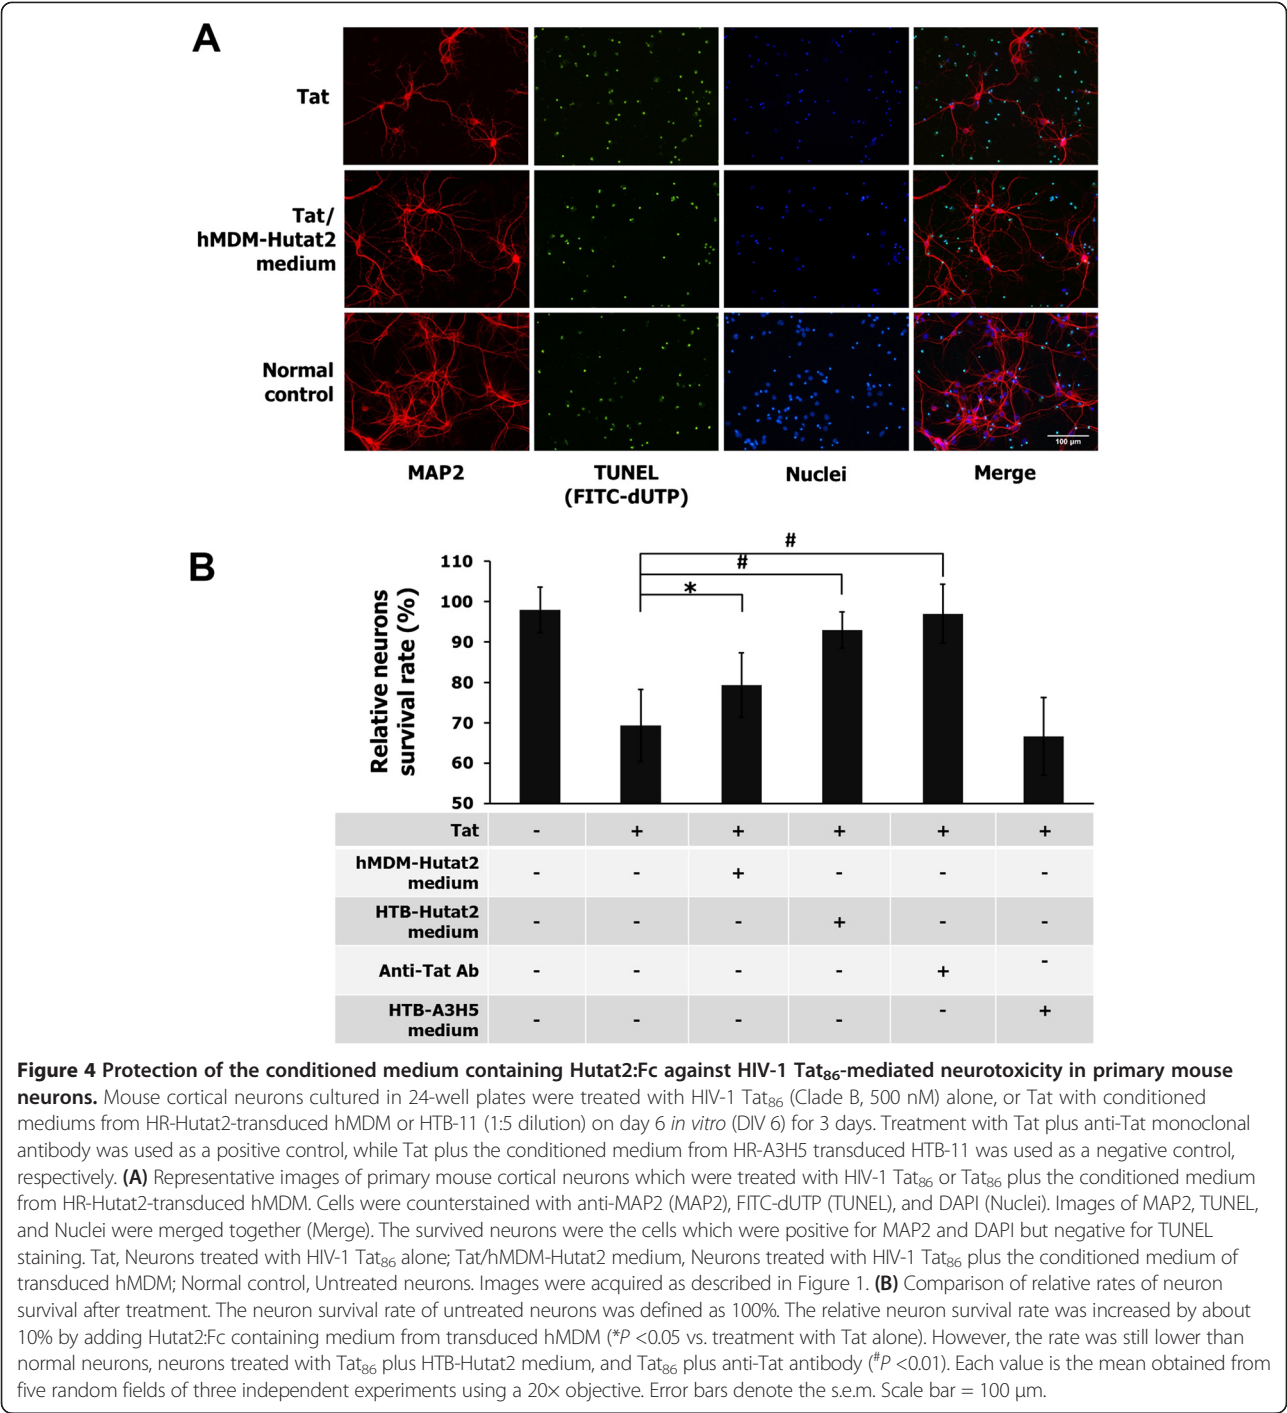 A
Tat
Tat/
hMDM-Hutat2
medium
Normal
control
100 µm
MAP2
TUNEL
(FITC-dUTP)
Nuclei
Merge
B
Relative neurons
survival rate (%)
110
100
90
80
70
60
50
*
#
#
Tat - + + + + +
hMDM-Hutat2
medium - - + - - -
HTB-Hutat2
medium - - - + - -
Anti-Tat Ab - - - - + -
HTB-A3H5
medium - - - - - +
Figure 4 Protection of the conditioned medium containing Hutat2:Fc against HIV-1 Tat86-mediated neurotoxicity in primary mouse
neurons. Mouse cortical neurons cultured in 24-well plates were treated with HIV-1 Tat86 (Clade B, 500 nM) alone, or Tat with conditioned
mediums from HR-Hutat2-transduced hMDM or HTB-11 (1:5 dilution) on day 6 in vitro (DIV 6) for 3 days. Treatment with Tat plus anti-Tat monoclonal
antibody was used as a positive control, while Tat plus the conditioned medium from HR-A3H5 transduced HTB-11 was used as a negative control,
respectively. (A) Representative images of primary mouse cortical neurons which were treated with HIV-1 Tat86 or Tat86 plus the conditioned medium
from HR-Hutat2-transduced hMDM. Cells were counterstained with anti-MAP2 (MAP2), FITC-dUTP (TUNEL), and DAPI (Nuclei). Images of MAP2, TUNEL,
and Nuclei were merged together (Merge). The survived neurons were the cells which were positive for MAP2 and DAPI but negative for TUNEL
staining. Tat, Neurons treated with HIV-1 Tat86 alone; Tat/hMDM-Hutat2 medium, Neurons treated with HIV-1 Tat86 plus the conditioned medium of
transduced hMDM; Normal control, Untreated neurons. Images were acquired as described in Figure 1. (B) Comparison of relative rates of neuron
survival after treatment. The neuron survival rate of untreated neurons was defined as 100%. The relative neuron survival rate was increased by about
10% by adding Hutat2:Fc containing medium from transduced hMDM (*P <0.05 vs. treatment with Tat alone). However, the rate was still lower than
normal neurons, neurons treated with Tat86 plus HTB-Hutat2 medium, and Tat86 plus anti-Tat antibody (#P <0.01). Each value is the mean obtained from
five random fields of three independent experiments using a 20× objective. Error bars denote the s.e.m. Scale bar = 100 µm.